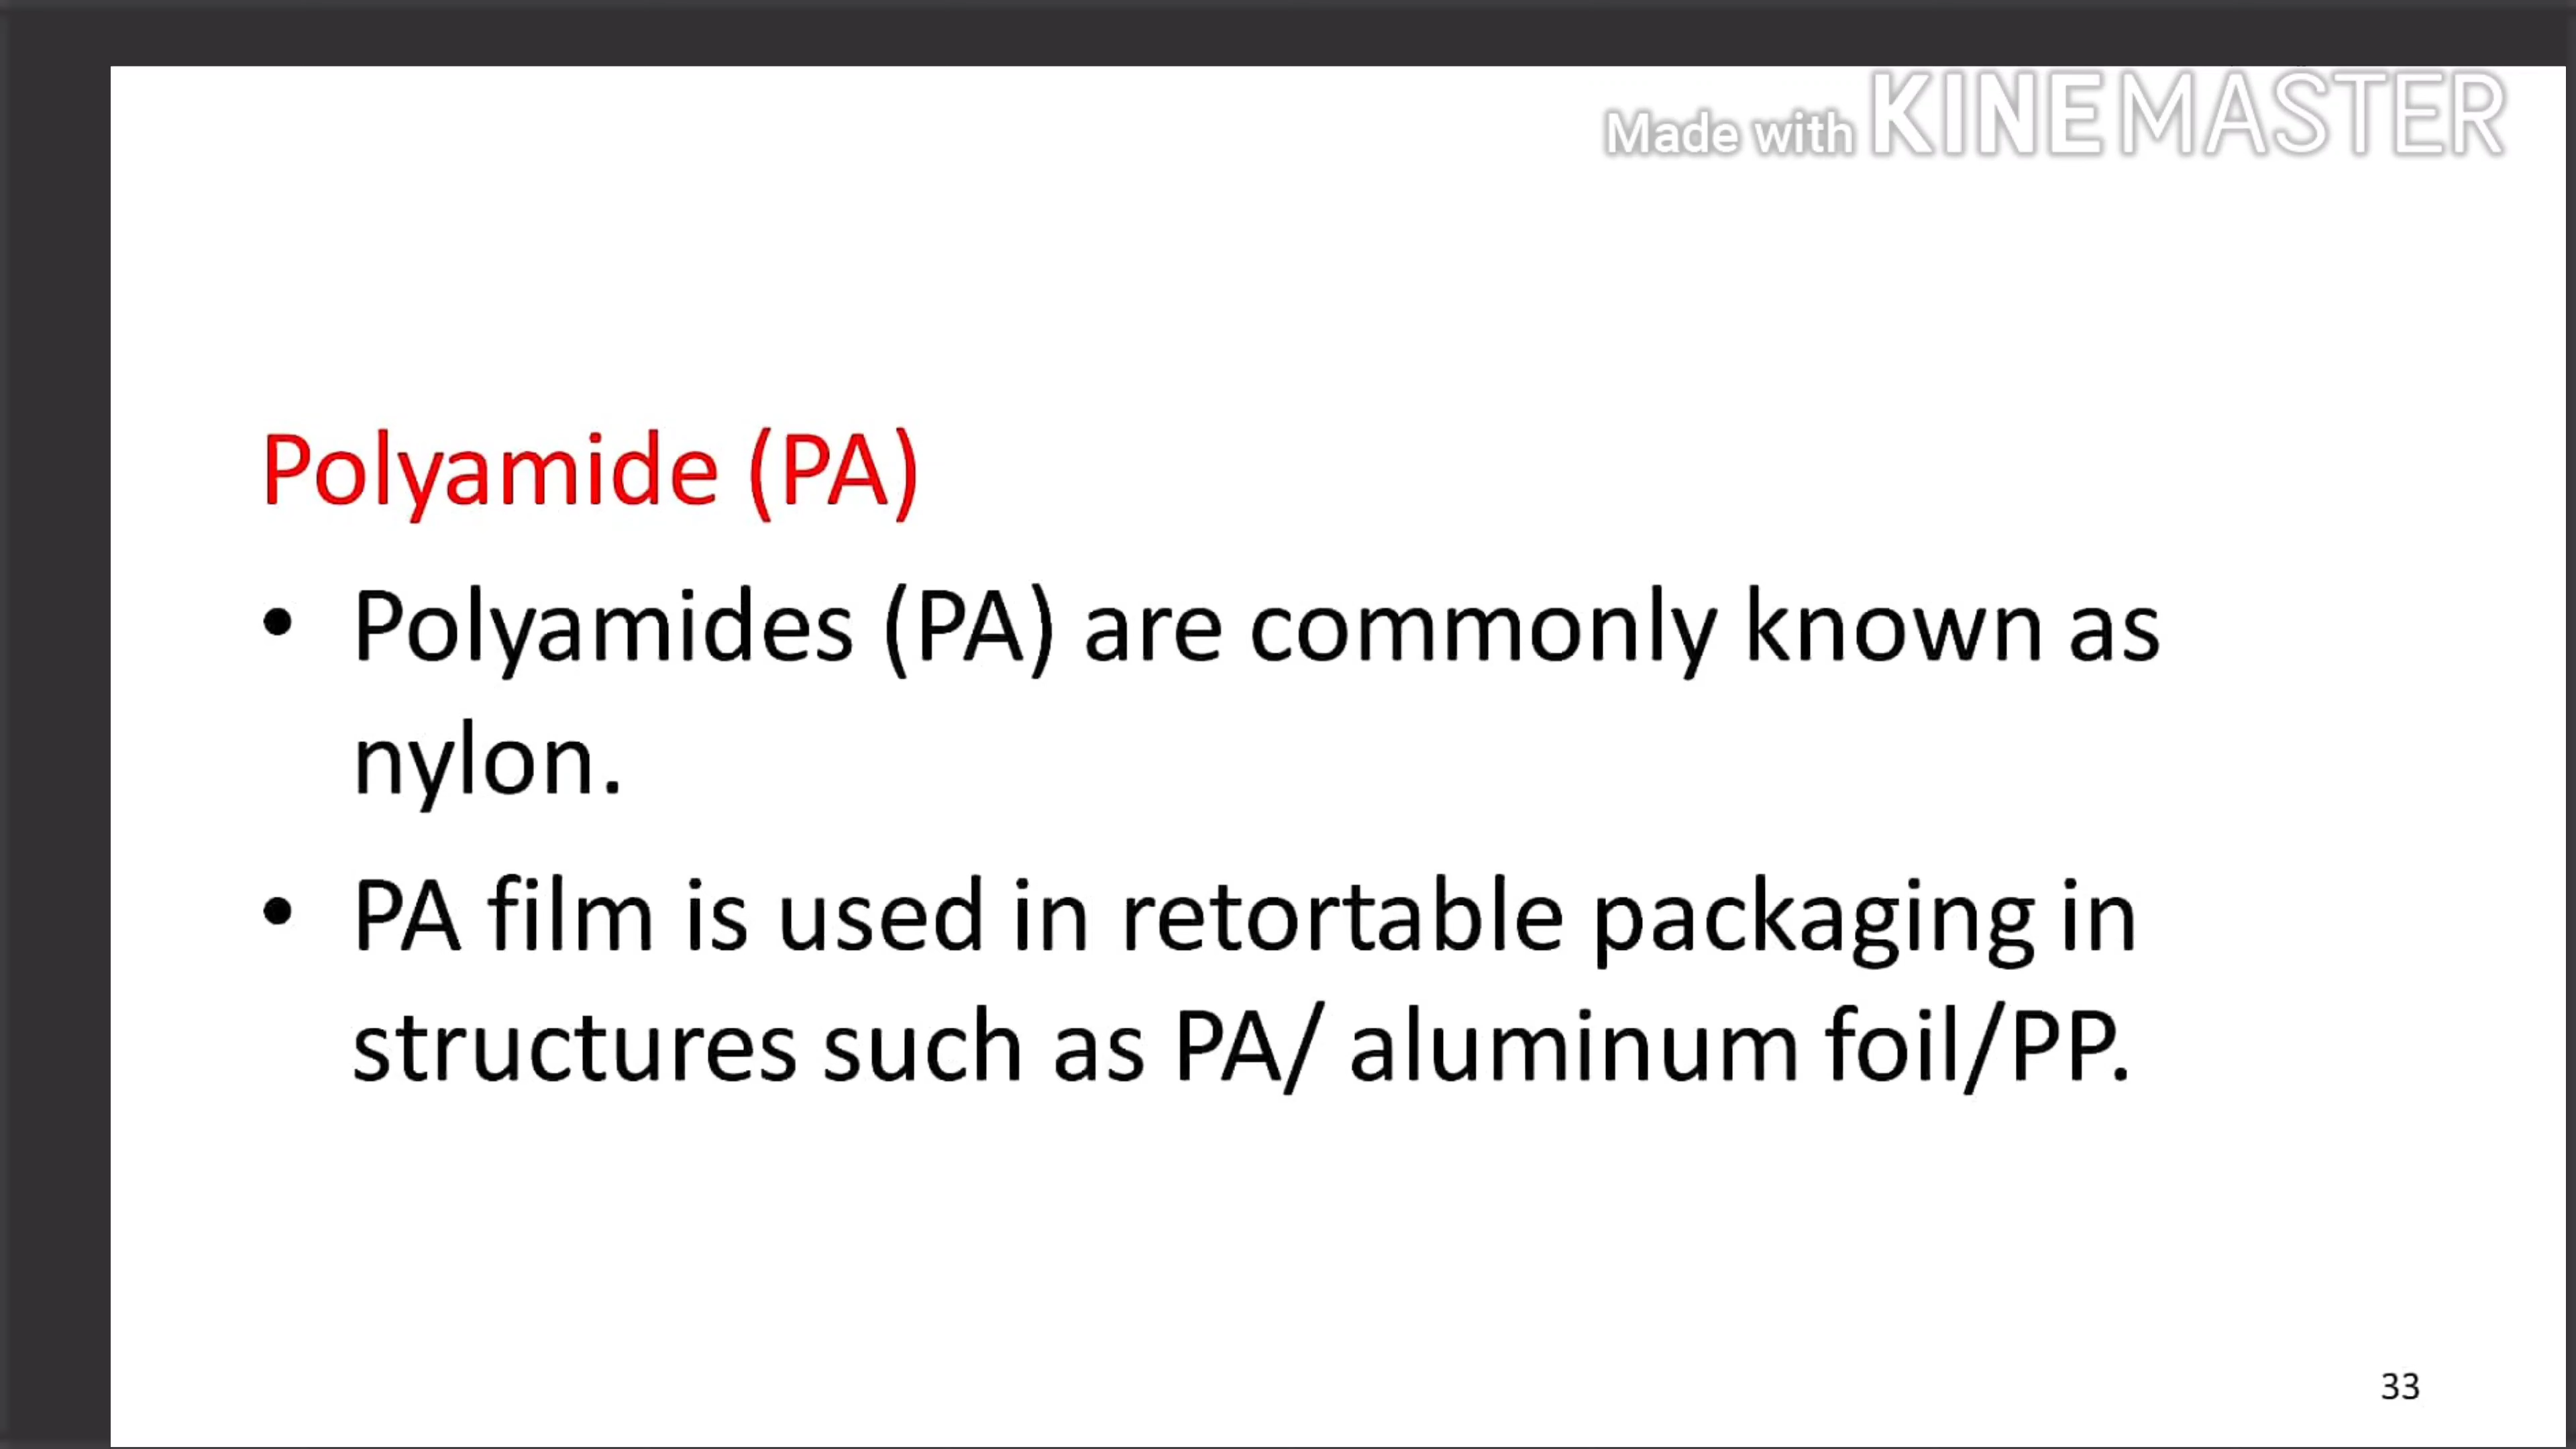 Made with KINEMASTER
Polyamide (PA)
• Polyamides (PA) are commonly known as
nylon.
• PA film is used in retortable packaging in
structures such as PA/ aluminum foil/PP.
33